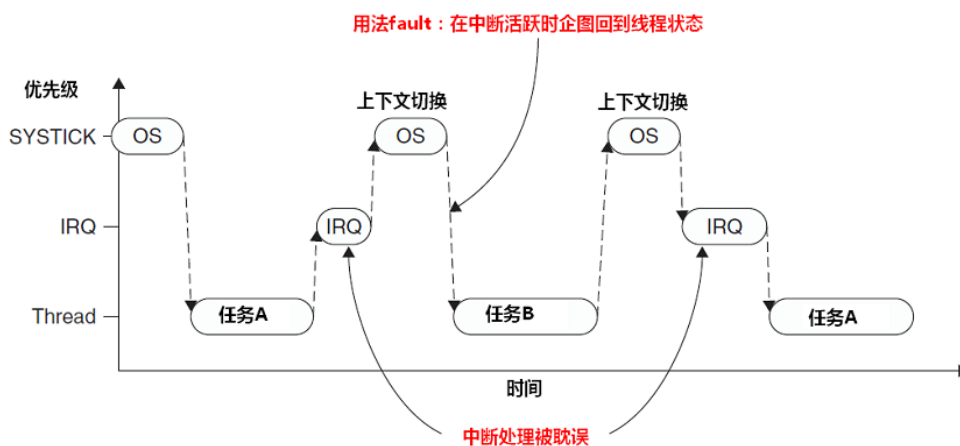 用法fault：在中断活跃时企图回到线程状态
优先级
上下文切换
上下文切换
SYSTICK
OS
OS
OS
IRQ
IRQ
IRQ
Thread
任务A
任务B
任务A
时间
中断处理被耽误